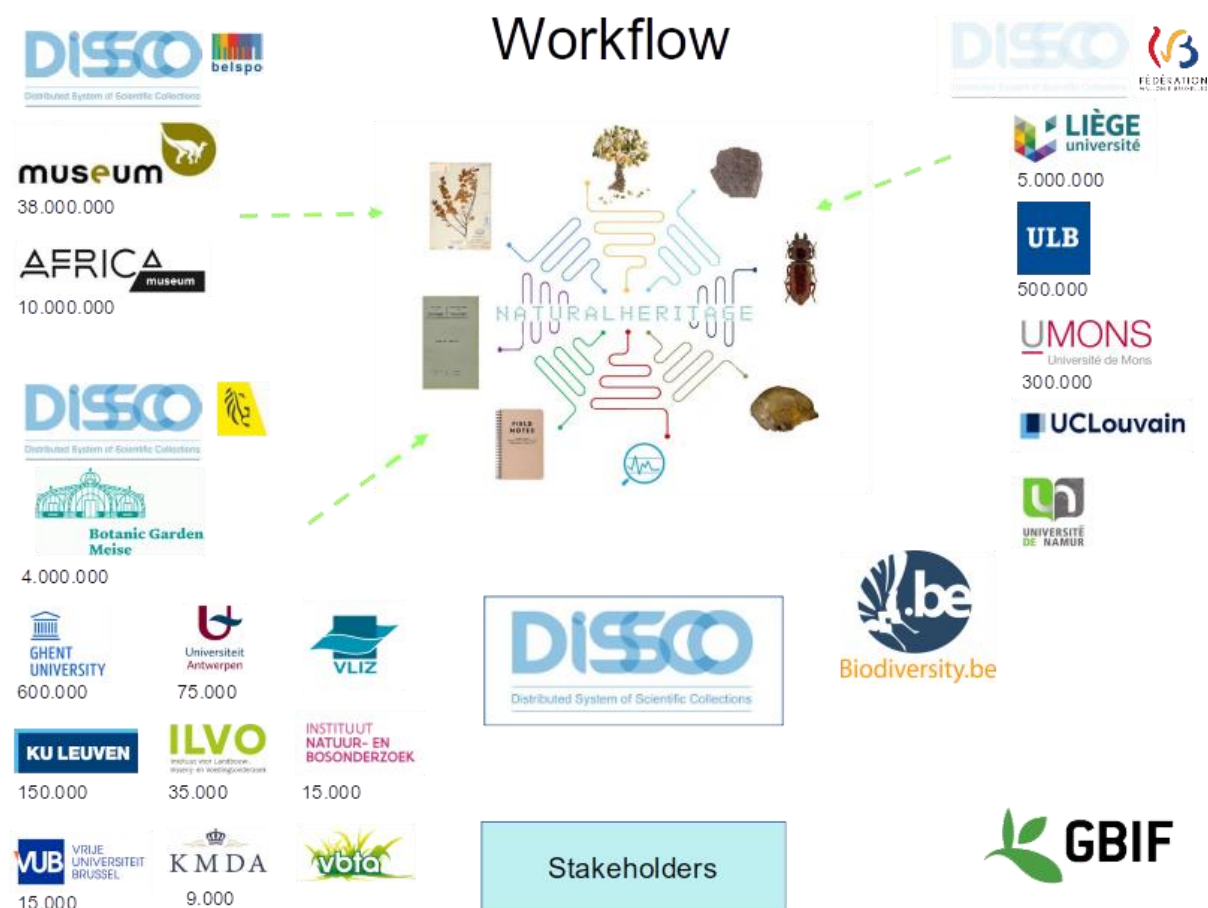 Workflow
DISSCO
Distributed System of Scientific Collections
belspo
museum
38.000.000
AFRICA
museum
10.000.000
DISSCO
Distributed System of Scientific Collections
Botanic Garden
Meise
4.000.000
GHENT
UNIVERSITY
600.000
Universiteit
Antwerpen
75.000
VLIZ
KU LEUVEN
150.000
ILVO
35.000
INSTITUUT
NATUUR- EN
BOSONDERZOEK
15.000
VUB
VRIJE
UNIVERSITEIT
BRUSSEL
15.000
KMDA
9.000
vbta
NATURALHERITAGE
FIELD
NOTES
DISSCO
Distributed System of Scientific Collections
Stakeholders
DISSCO
FÉDÉRATION
LIÈGE
université
5.000.000
ULB
500.000
UMONS
Université de Mons
300.000
UCLouvain
UNIVERSITÉ
DE NAMUR
.be
Biodiversity.be
GBIF